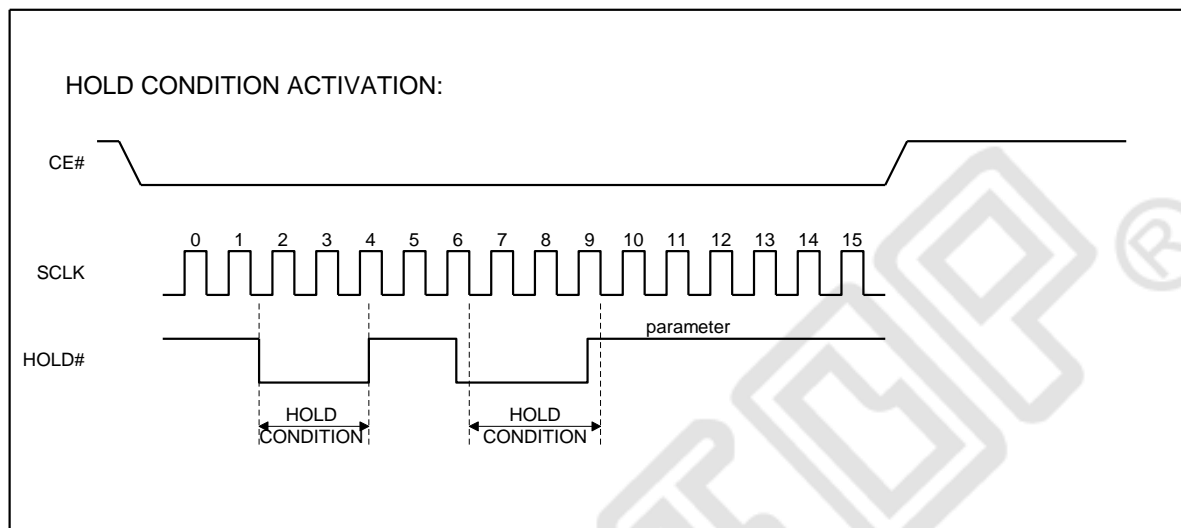 HOLD CONDITION ACTIVATION:
CE#
0 1 2 3 4 5 6 7 8 9 10 11 12 13 14 15
SCLK
parameter
HOLD#
HOLD
CONDITION
HOLD
CONDITION
®